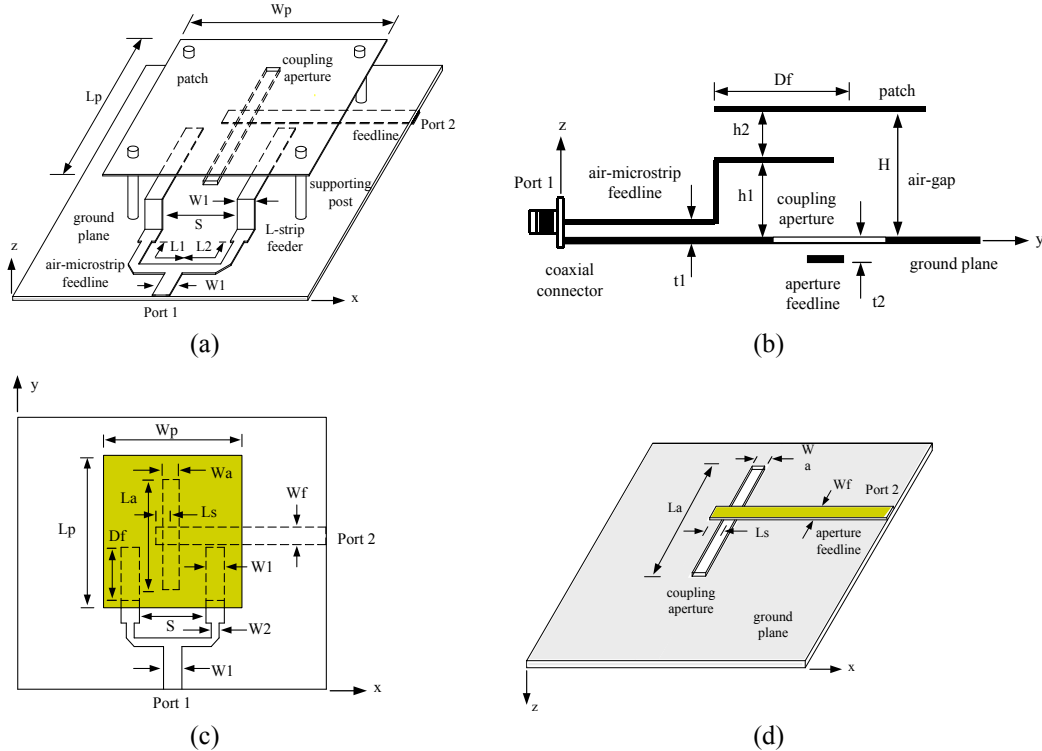 Wp
patch
coupling
aperture
Lp
feedline
Port 2
W1
supporting
post
ground
plane
S
L-strip
feeder
L1
L2
z
air-microstrip
feedline
W1
x
Port 1
(a)
Df
patch
z
h2
H
Port 1
air-microstrip
feedline
h1
coupling
aperture
air-gap
y
coaxial
connector
t1
aperture
feedline
ground plane
t2
(b)
y
Wp
Wa
La
Wf
Lp
Ls
Df
Port 2
W1
S
W2
W1
x
Port 1
(c)
W
a
Wf
Port 2
La
Ls
aperture
feedline
coupling
aperture
ground
plane
x
z
(d)